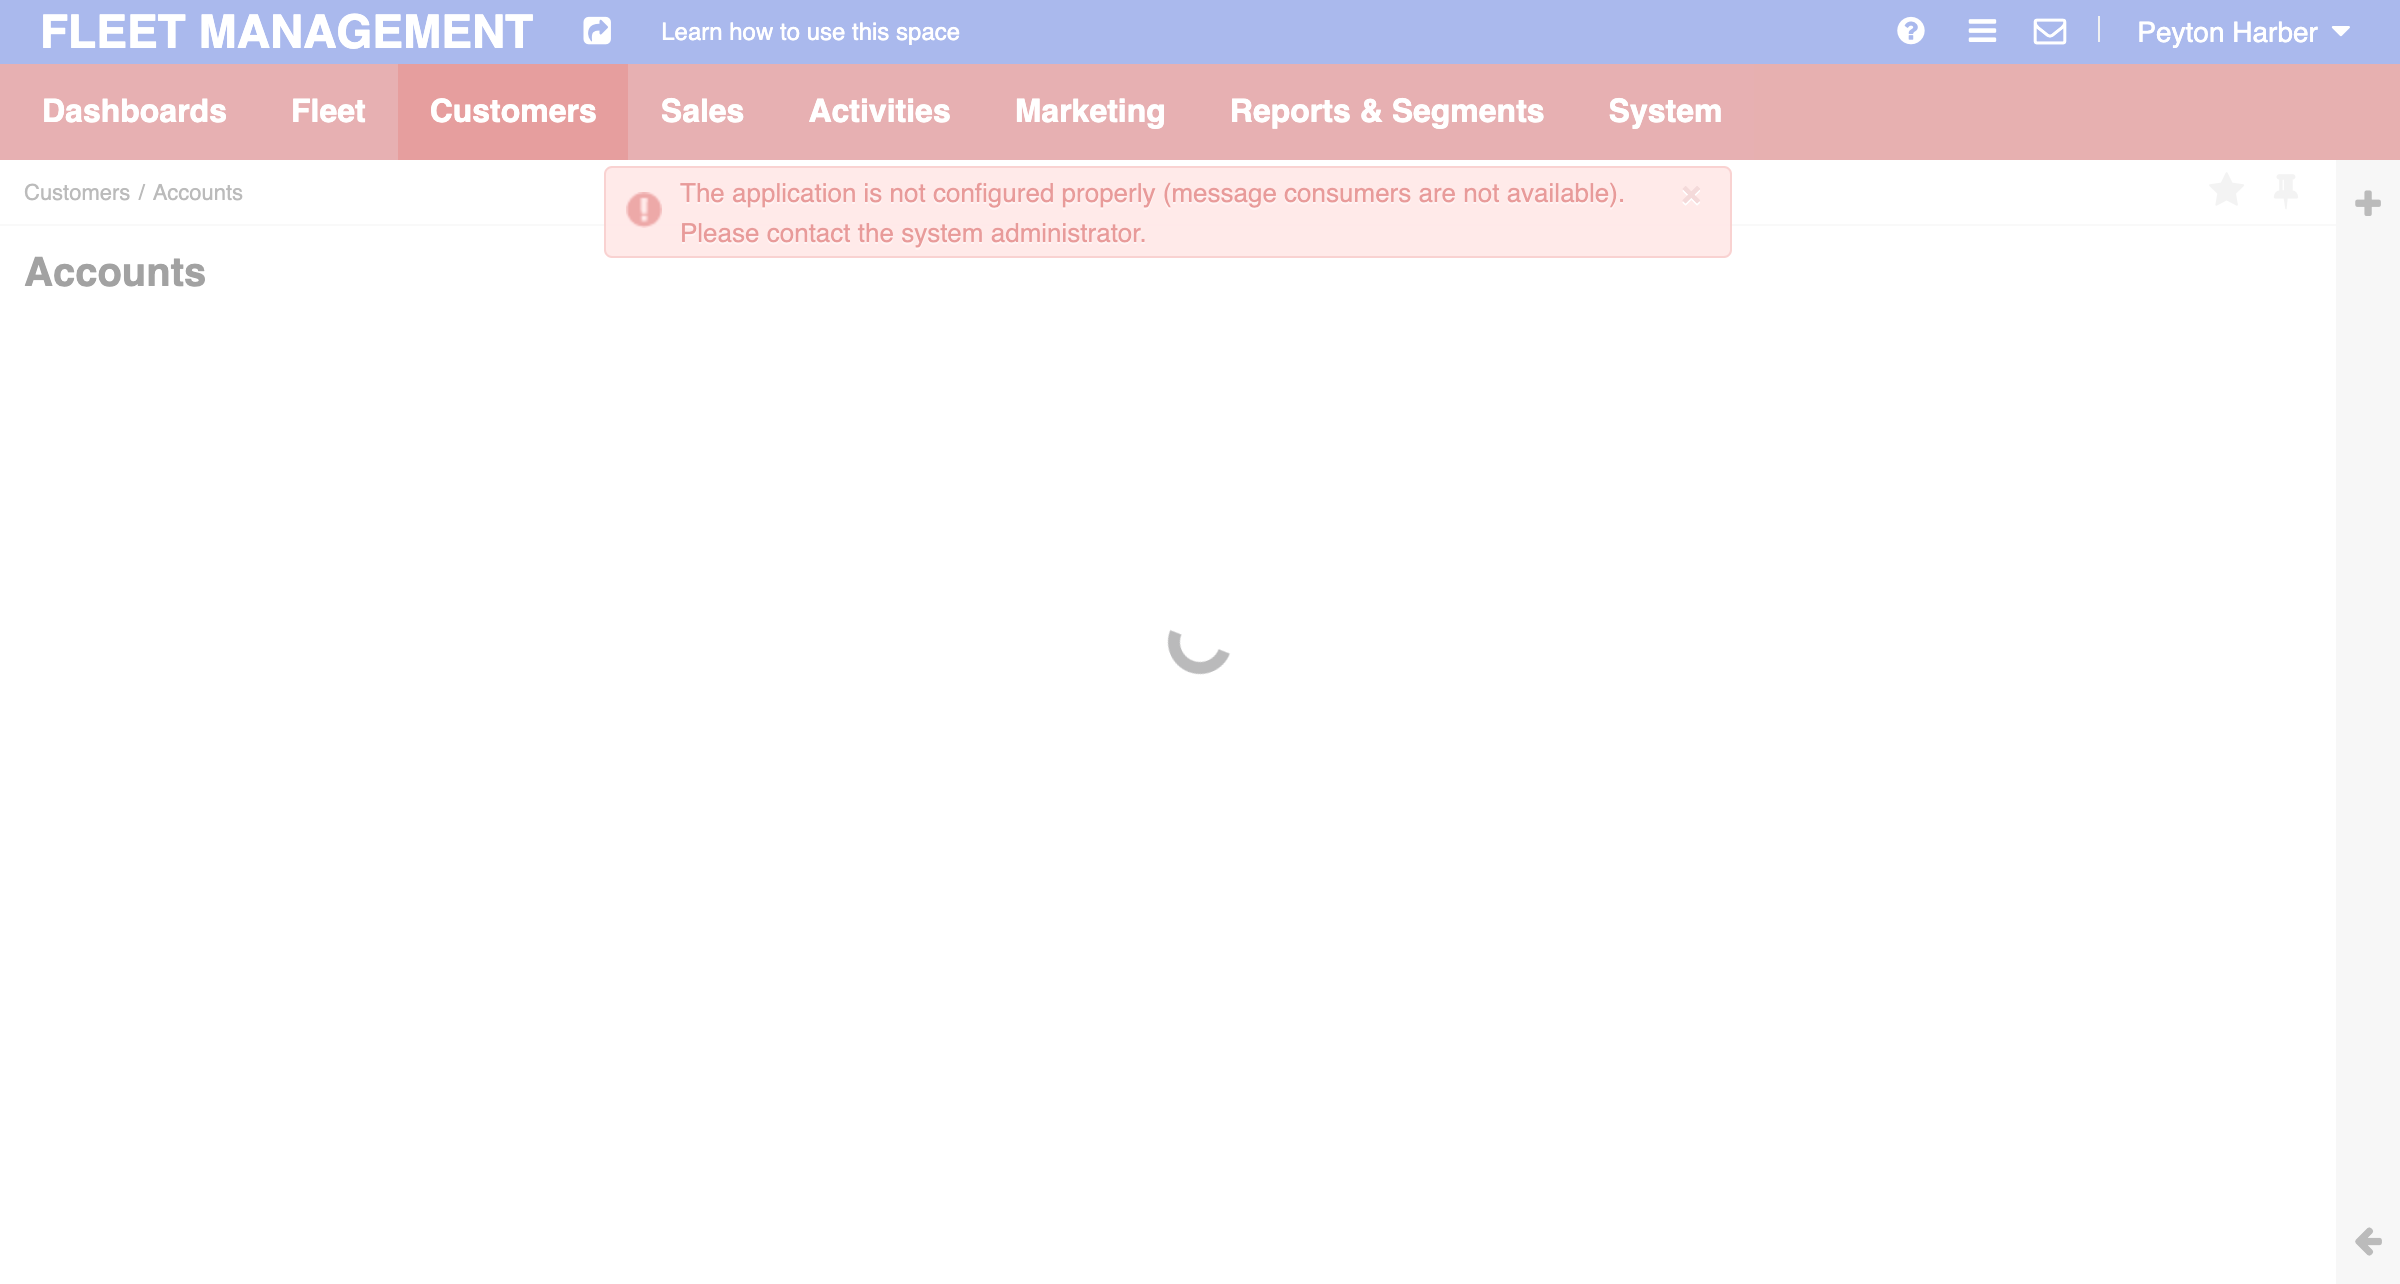 FLEET MANAGEMENT
Learn how to use this space
Peyton Harber
Dashboards
Fleet
Customers
Sales
Activities
Marketing
Reports & Segments
System
Customers / Accounts
The application is not configured properly (message consumers are not available).
Please contact the system administrator.
Accounts